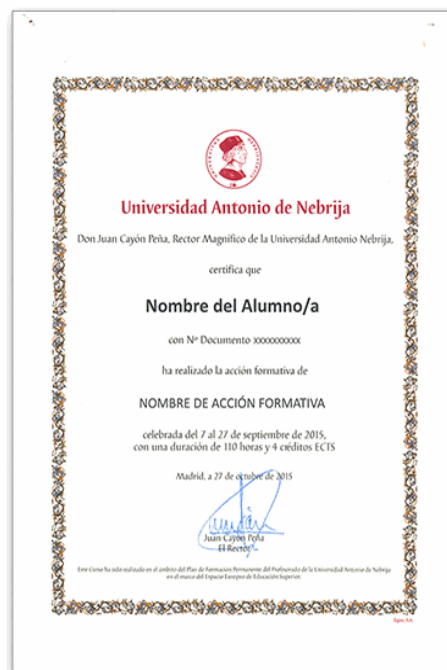 Universidad Antonio de Nebrija
Don Juan Cayón Peña, Rector Magnífico de la Universidad Antonio Nebrija,
certifica que
Nombre del Alumno/a
con Nº Documento xxxxxxxxxx
ha realizado la acción formativa de
NOMBRE DE ACCIÓN FORMATIVA
celebrada del 7 al 27 de septiembre de 2015,
con una duración de 110 horas y 4 créditos ECTS
Madrid, a 27 de octubre de 2015
Juan Cayón Peña
El Rector
Este Curso ha sido realizado en el ámbito del Plan de Formación Permanente del Profesorado de la Universidad Antonio de Nebrija
en el marco del Espacio Europeo de Educación Superior.